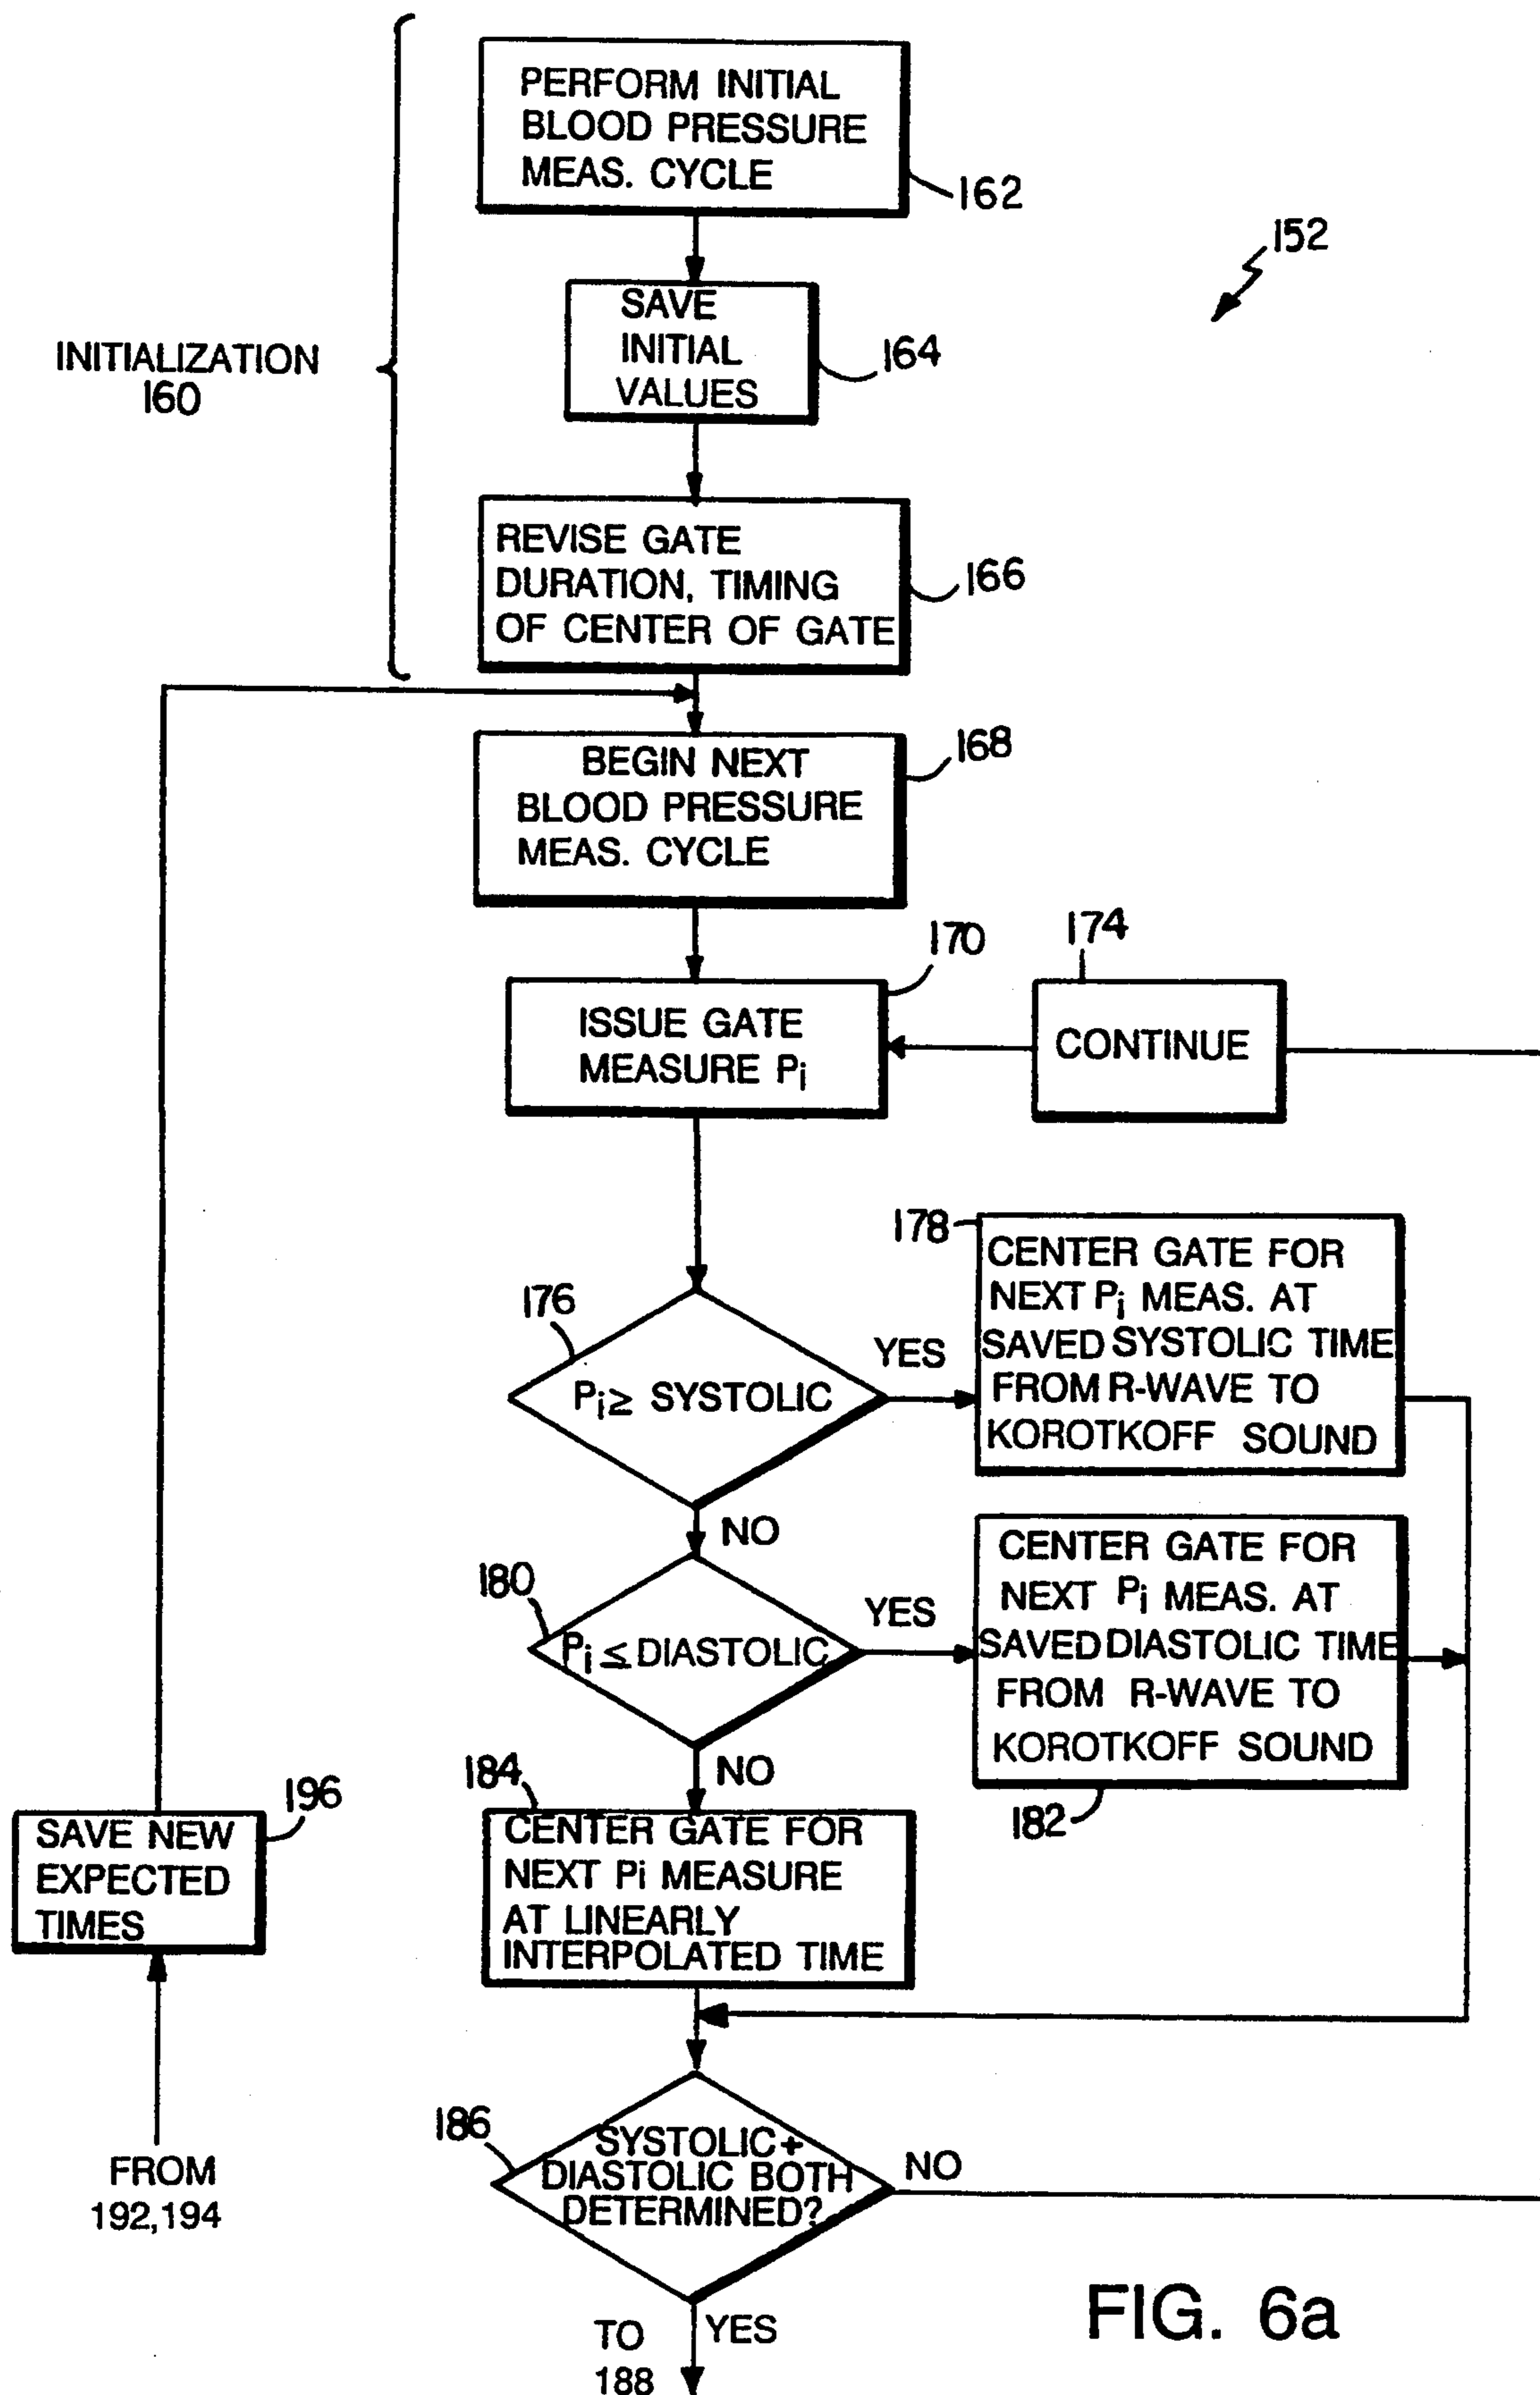 PERFORM INITIAL
BLOOD PRESSURE
MEAS. CYCLE
162
152
SAVE
INITIAL
VALUES
164
INITIALIZATION
160
REVISE GATE
DURATION, TIMING
OF CENTER OF GATE
166
BEGIN NEXT
BLOOD PRESSURE
MEAS. CYCLE
168
170
174
ISSUE GATE
MEASURE Pi
CONTINUE
178
CENTER GATE FOR
NEXT Pi MEAS. AT
SAVED SYSTOLIC TIME
FROM R-WAVE TO
KOROTKOFF SOUND
176
YES
Pi ≥ SYSTOLIC
NO
180
YES
Pi ≤ DIASTOLIC
CENTER GATE FOR
NEXT Pi MEAS. AT
SAVED DIASTOLIC TIME
FROM R-WAVE TO
KOROTKOFF SOUND
182
NO
184
CENTER GATE FOR
NEXT Pi MEASURE
AT LINEARLY
INTERPOLATED TIME
196
SAVE NEW
EXPECTED
TIMES
FROM
192,194
186
SYSTOLIC +
DIASTOLIC BOTH
DETERMINED?
NO
YES
TO
188
FIG. 6a